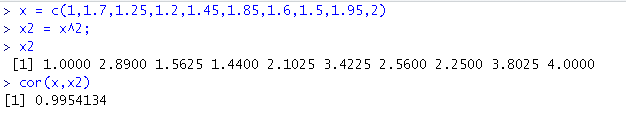 > x = c(1,1.7,1.25,1.2,1.45,1.85,1.6,1.5,1.95,2)
> x2 = x^2;
> x2
[1] 1.0000 2.8900 1.5625 1.4400 2.1025 3.4225 2.5600 2.2500 3.8025 4.0000
> cor(x,x2)
[1] 0.9954134